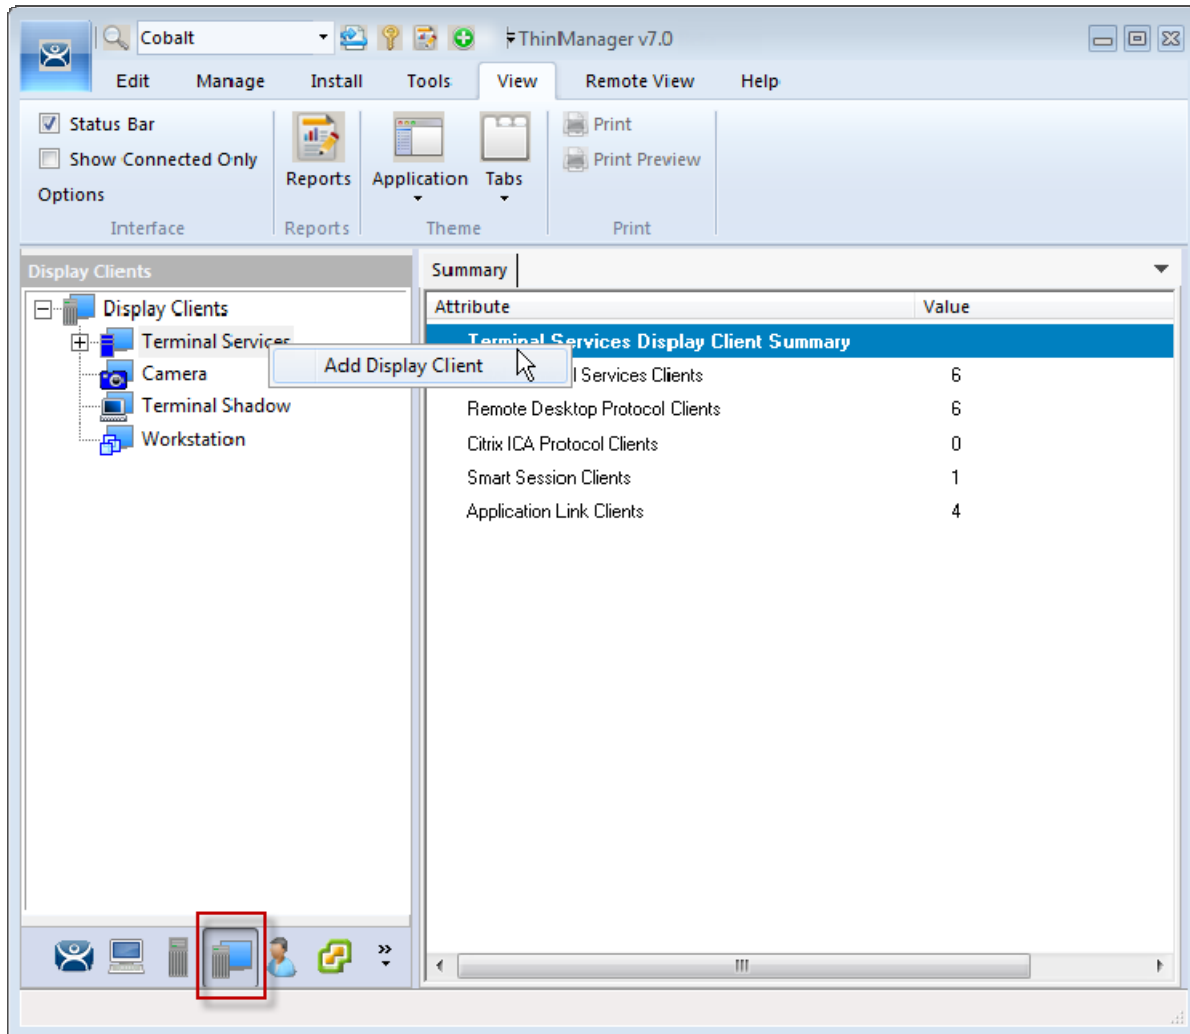 Cobalt
ThinManager v7.0
Edit Manage Install Tools View Remote View Help
Status Bar
Show Connected Only
Options
Interface
Reports
Reports
Application Tabs
Theme
Print
Print Preview
Print
Display Clients
Display Clients
Terminal Services
Camera
Terminal Shadow
Workstation
Add Display Client
Summary
Attribute Value
Terminal Services Display Client Summary
l Services Clients 6
Remote Desktop Protocol Clients 6
Citrix ICA Protocol Clients 0
Smart Session Clients 1
Application Link Clients 4